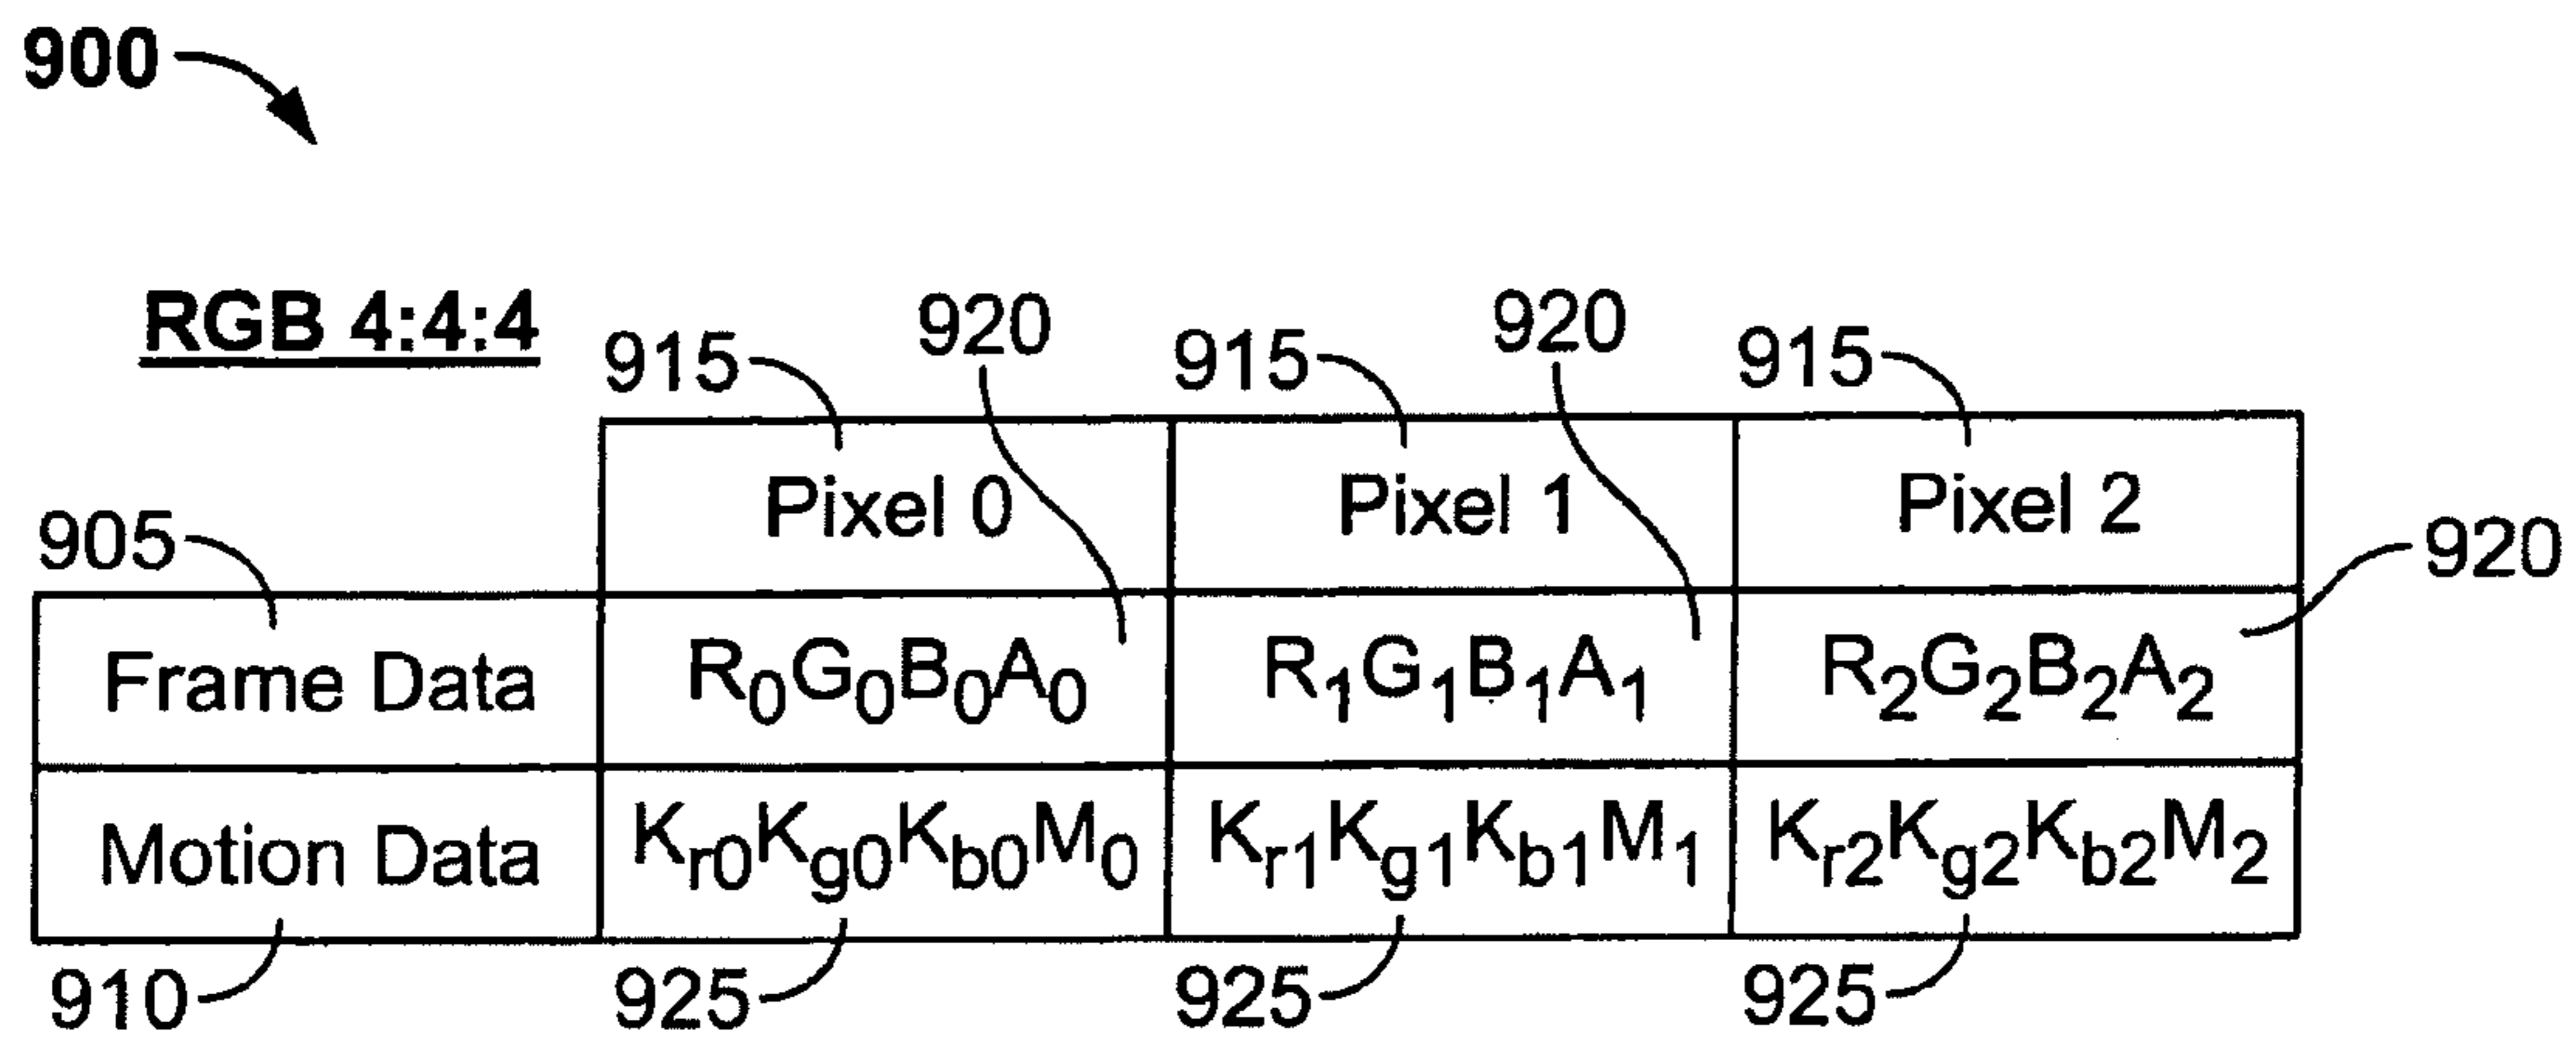 900
RGB 4:4:4
915 920 915 920 915
Pixel 0 Pixel 1 Pixel 2
905 920
Frame Data R₀G₀B₀A₀ R₁G₁B₁A₁ R₂G₂B₂A₂
Motion Data Kr0Kg0Kb0M0 Kr1Kg1Kb1M1 Kr2Kg2Kb2M2
910 925 925 925